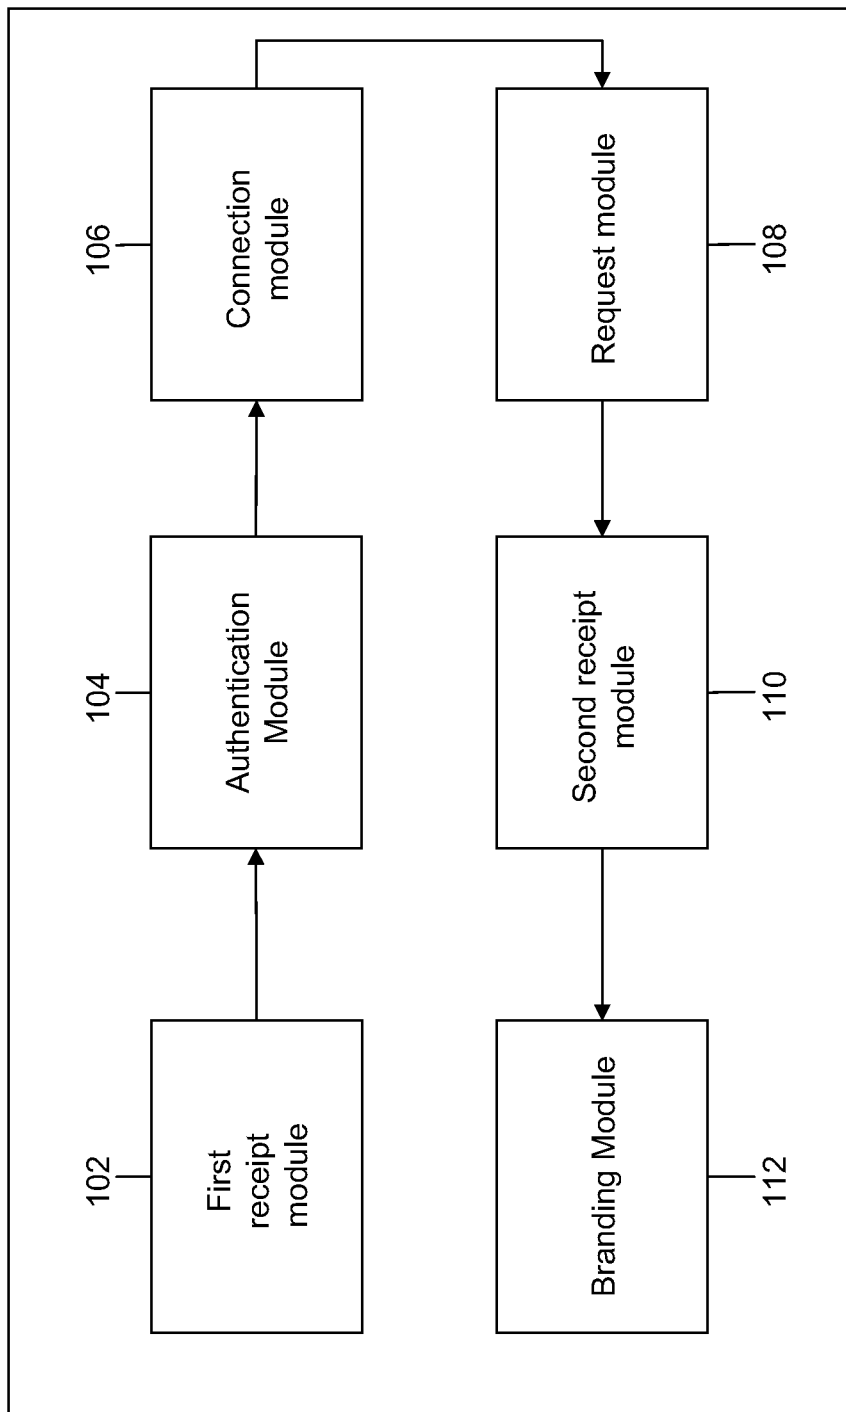 102
First
receipt
module
104
Authentication
Module
106
Connection
module
Request module
108
Second receipt
module
110
Branding Module
112